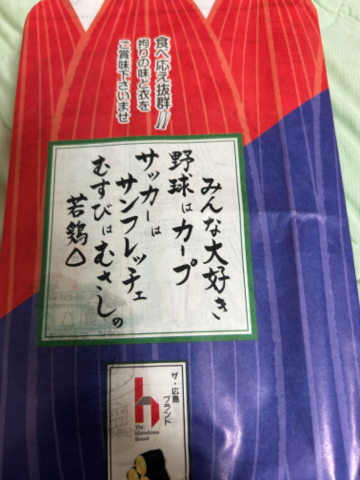 食べ応え抜群!!
拘りの味と衣を
ご賞味下さいませ
みんな大好き
野球はカープ
サッカーは
サンフレッチェ
むすびはむさしの
若鶏△
ザ・広島
ブランド
h
The
Hiroshima
Brand